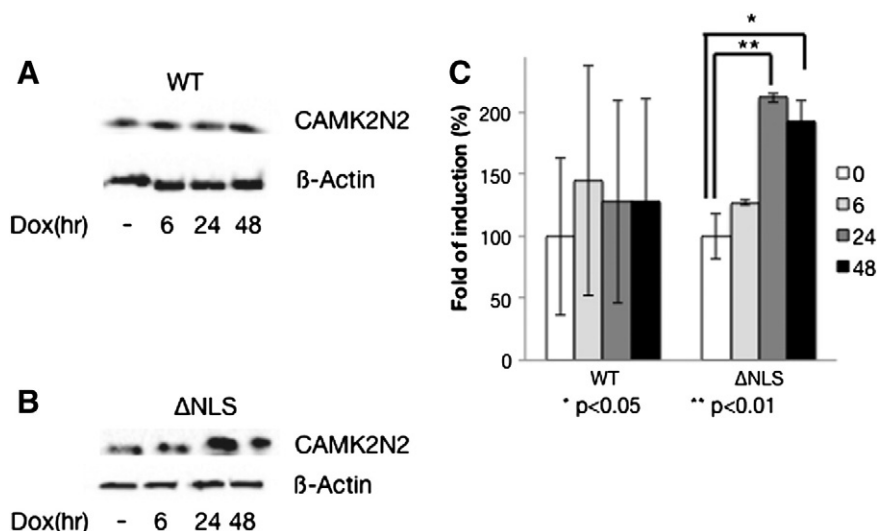 A
WT
CAMK2N2
ß-Actin
Dox(hr) - 6 24 48
B
ΔNLS
CAMK2N2
ß-Actin
Dox(hr) - 6 24 48
C
*
**
Fold of induction (%)
200
150
100
50
0
WT
ΔNLS
* p<0.05 ** p<0.01
0
6
24
48